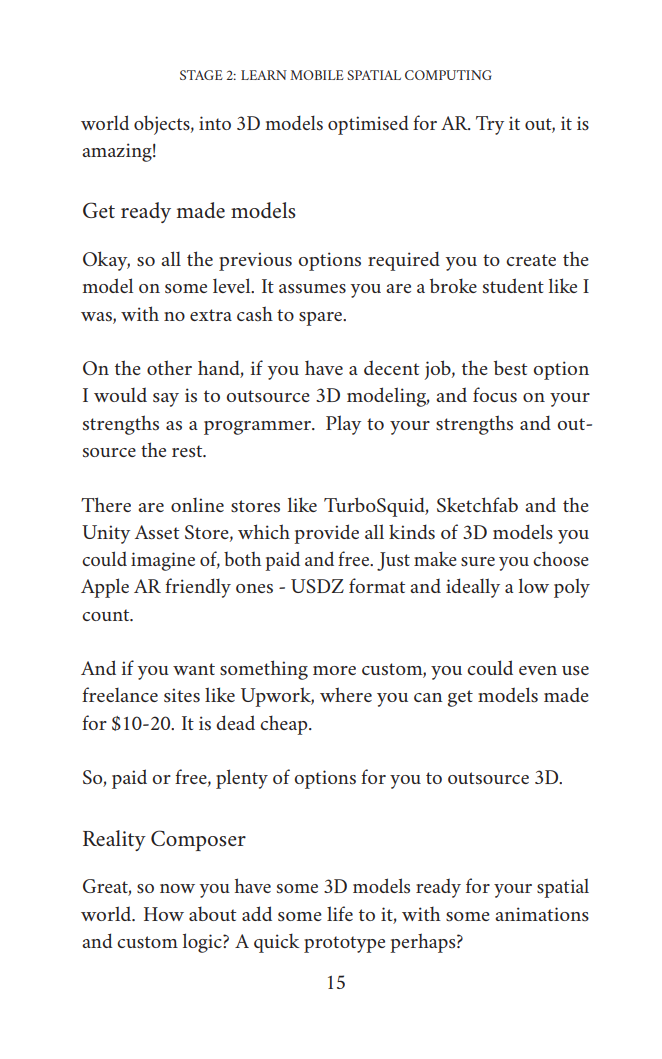 STAGE 2: LEARN MOBILE SPATIAL COMPUTING
world objects, into 3D models optimised for AR. Try it out, it is
amazing!
Get ready made models
Okay, so all the previous options required you to create the
model on some level. It assumes you are a broke student like I
was, with no extra cash to spare.
On the other hand, if you have a decent job, the best option
I would say is to outsource 3D modeling, and focus on your
strengths as a programmer. Play to your strengths and out-
source the rest.
There are online stores like TurboSquid, Sketchfab and the
Unity Asset Store, which provide all kinds of 3D models you
could imagine of, both paid and free. Just make sure you choose
Apple AR friendly ones - USDZ format and ideally a low poly
count.
And if you want something more custom, you could even use
freelance sites like Upwork, where you can get models made
for $10-20. It is dead cheap.
So, paid or free, plenty of options for you to outsource 3D.
Reality Composer
Great, so now you have some 3D models ready for your spatial
world. How about add some life to it, with some animations
and custom logic? A quick prototype perhaps?
15